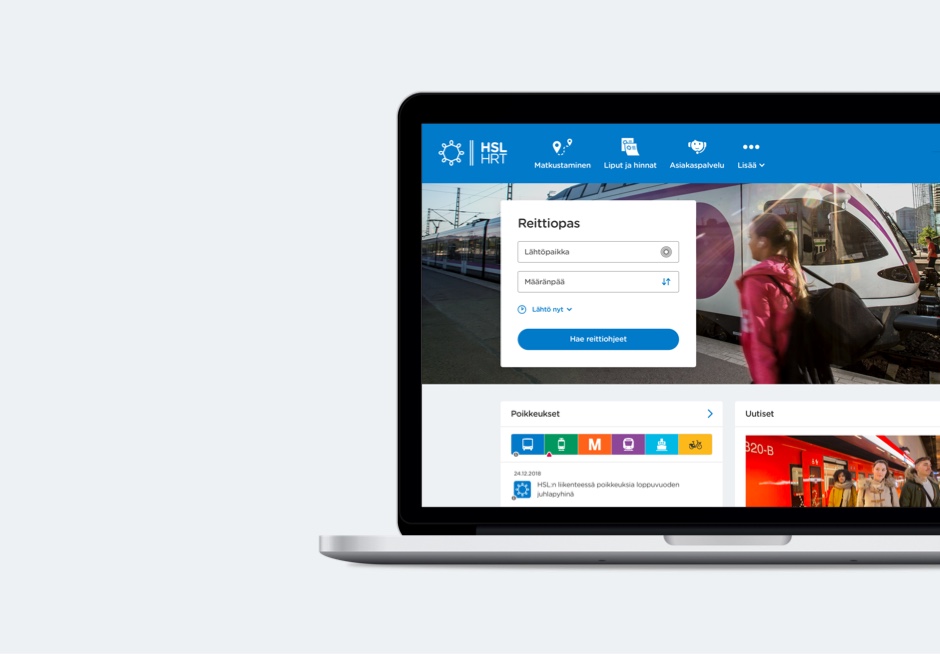 HSL
HRT
Matkustaminen
Liput ja hinnat
Asiakaspalvelu
Lisää
Reittiopas
Lähtöpaikka
Määränpää
Lähtö nyt
Hae reittiohjeet
Poikkeukset
M
24.12.2018
HSL:n liikenteessä poikkeuksia loppuvuoden
juhlapyhinä
Uutiset
320-B
2